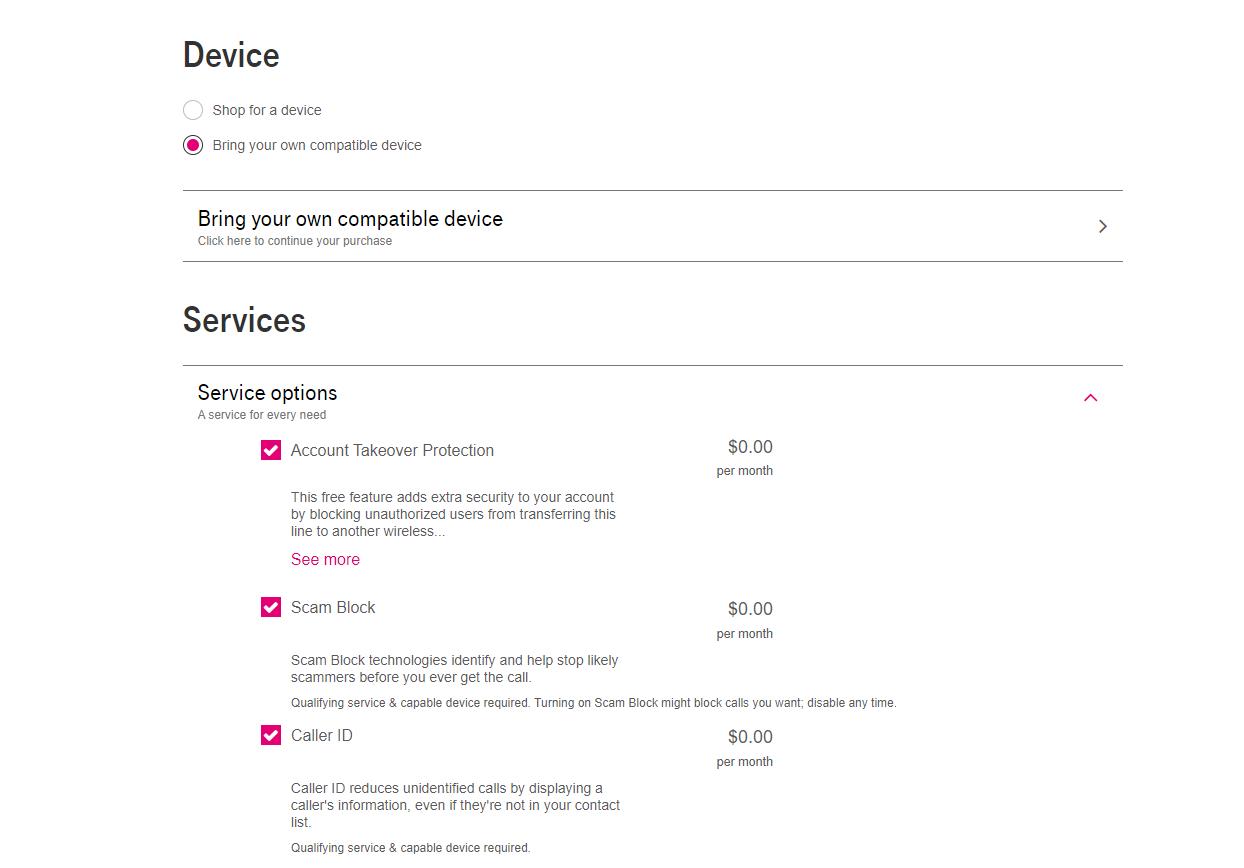 Device
Shop for a device
Bring your own compatible device
Bring your own compatible device
Click here to continue your purchase
Services
Service options
A service for every need
Account Takeover Protection
$0.00
per month
This free feature adds extra security to your account
by blocking unauthorized users from transferring this
line to another wireless...
See more
Scam Block
$0.00
per month
Scam Block technologies identify and help stop likely
scammers before you ever get the call.
Qualifying service & capable device required. Turning on Scam Block might block calls you want; disable any time.
Caller ID
$0.00
per month
Caller ID reduces unidentified calls by displaying a
caller's information, even if they're not in your contact
list.
Qualifying service & capable device required.